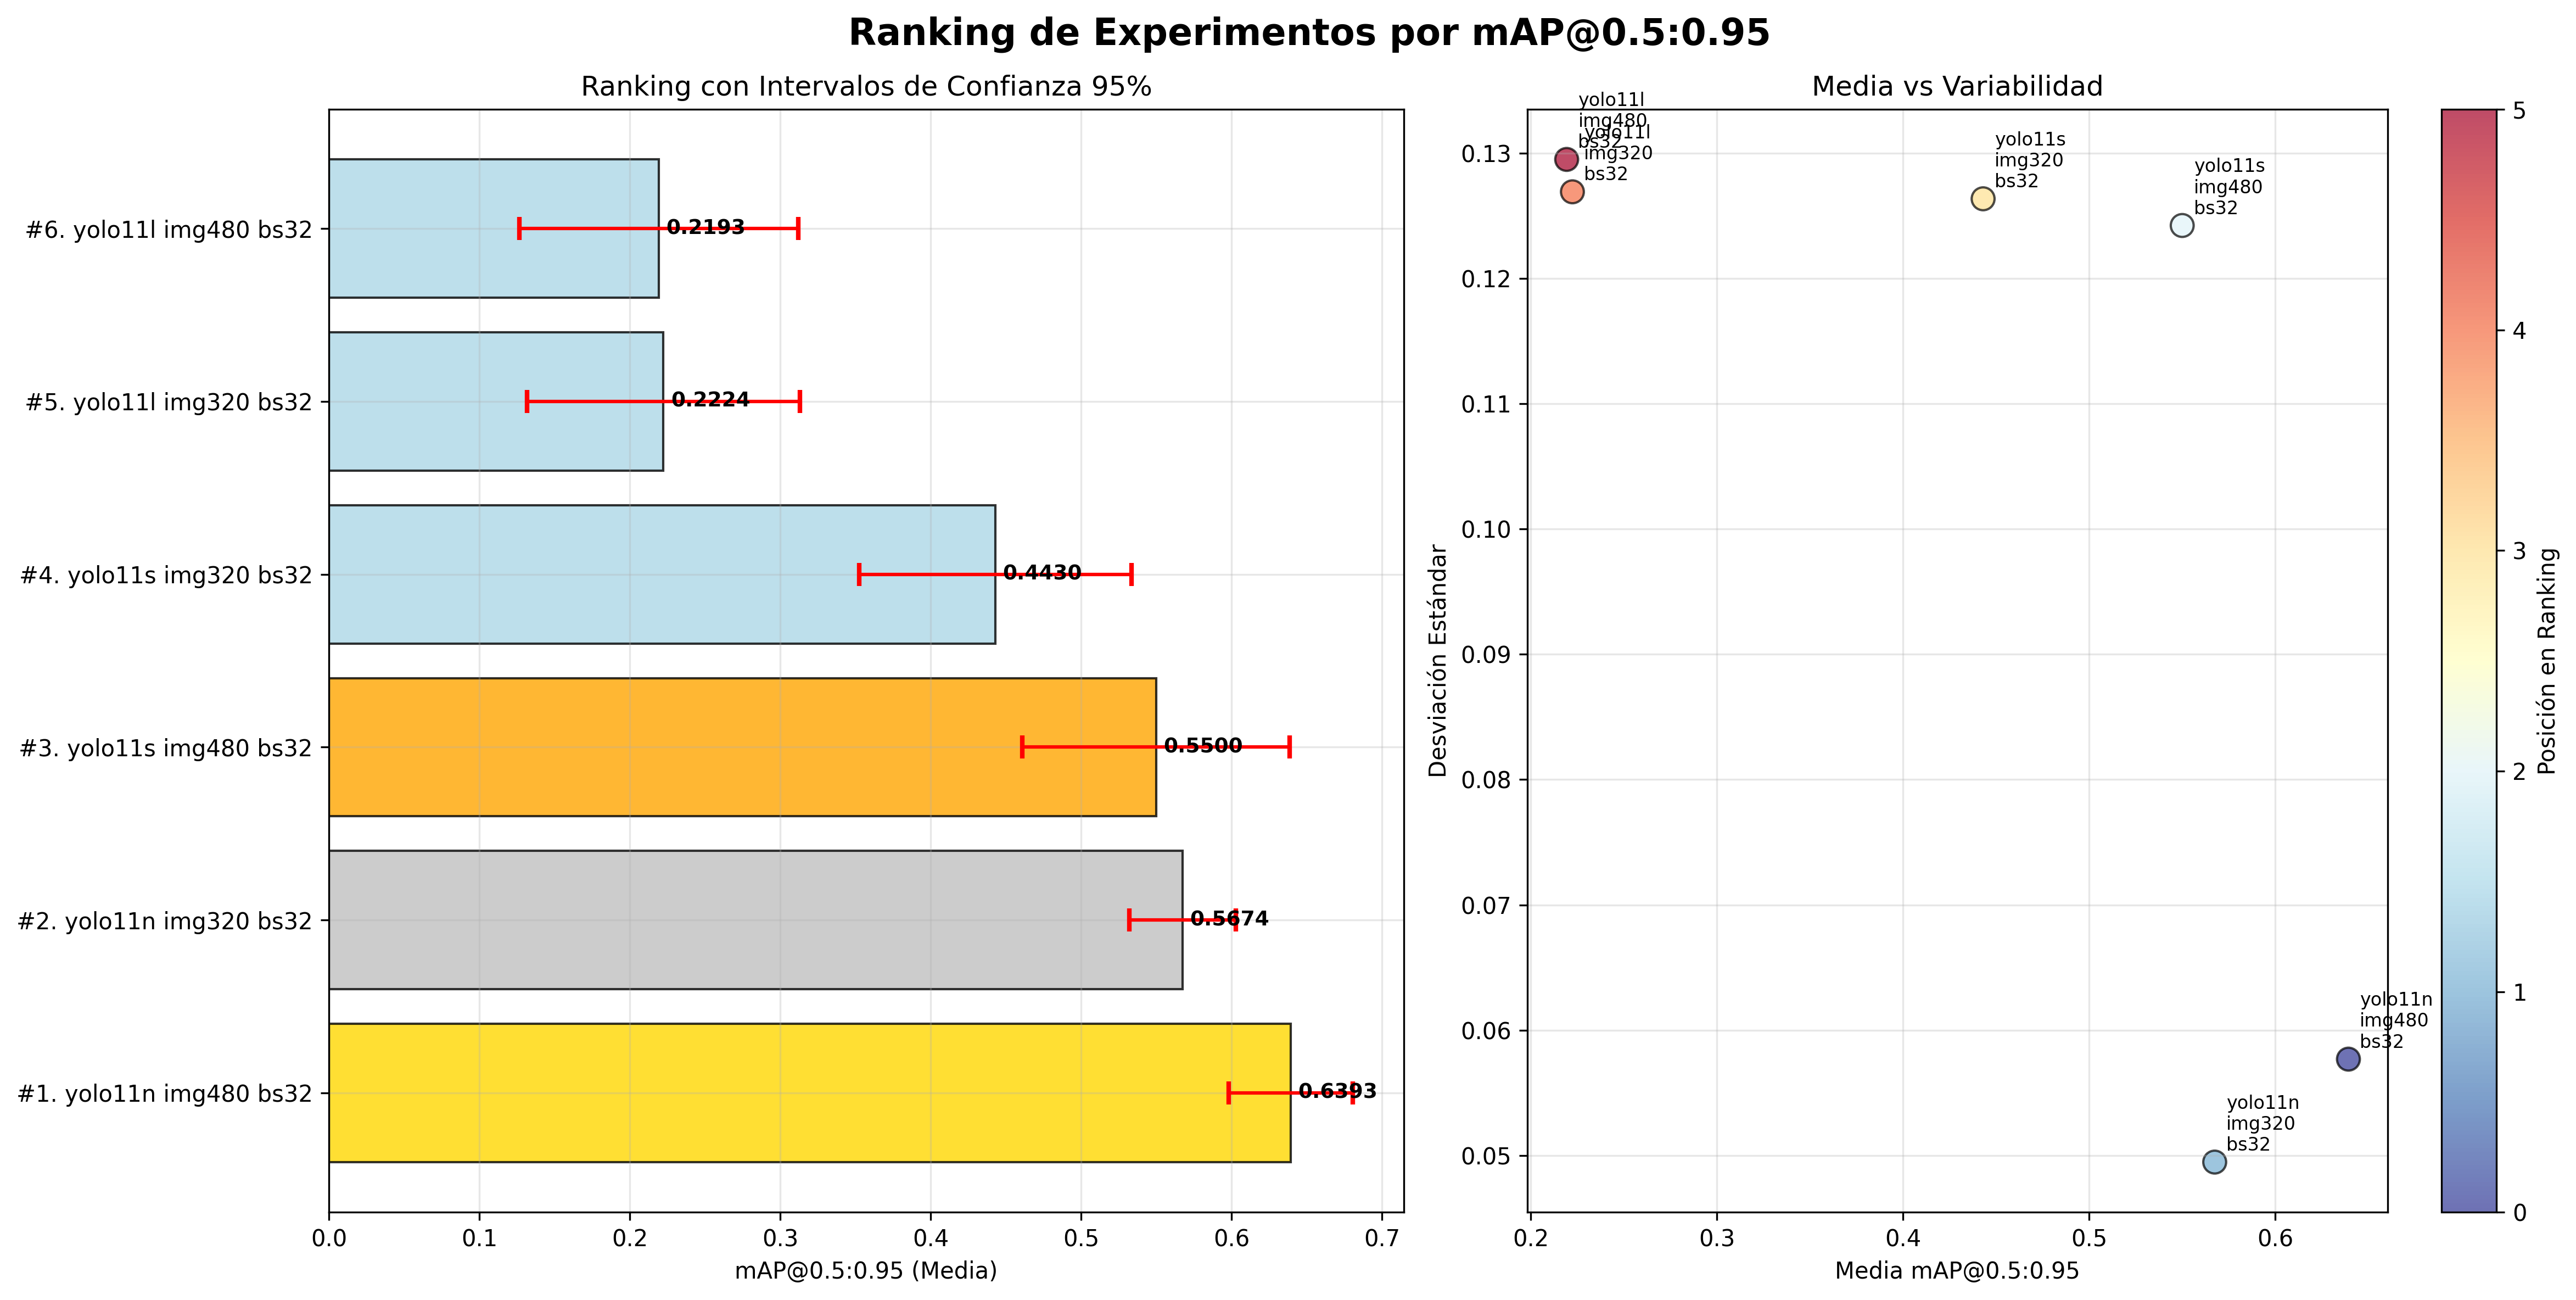 Ranking de Experimentos por mAP@0.5:0.95
Ranking con Intervalos de Confianza 95%
#6. yolo11l img480 bs32
0.2193
#5. yolo11l img320 bs32
0.2224
#4. yolo11s img320 bs32
0.4430
#3. yolo11s img480 bs32
0.5500
#2. yolo11n img320 bs32
0.5674
#1. yolo11n img480 bs32
0.6393
0.0 0.1 0.2 0.3 0.4 0.5 0.6 0.7
mAP@0.5:0.95 (Media)
Media vs Variabilidad
Desviación Estándar
0.13
0.12
0.11
0.10
0.09
0.08
0.07
0.06
0.05
yolo11l
img480
bs32
yolo11l
img320
bs32
yolo11s
img320
bs32
yolo11s
img480
bs32
yolo11n
img480
bs32
yolo11n
img320
bs32
0.2 0.3 0.4 0.5 0.6
Media mAP@0.5:0.95
5
4
3
2
1
0
Posición en Ranking